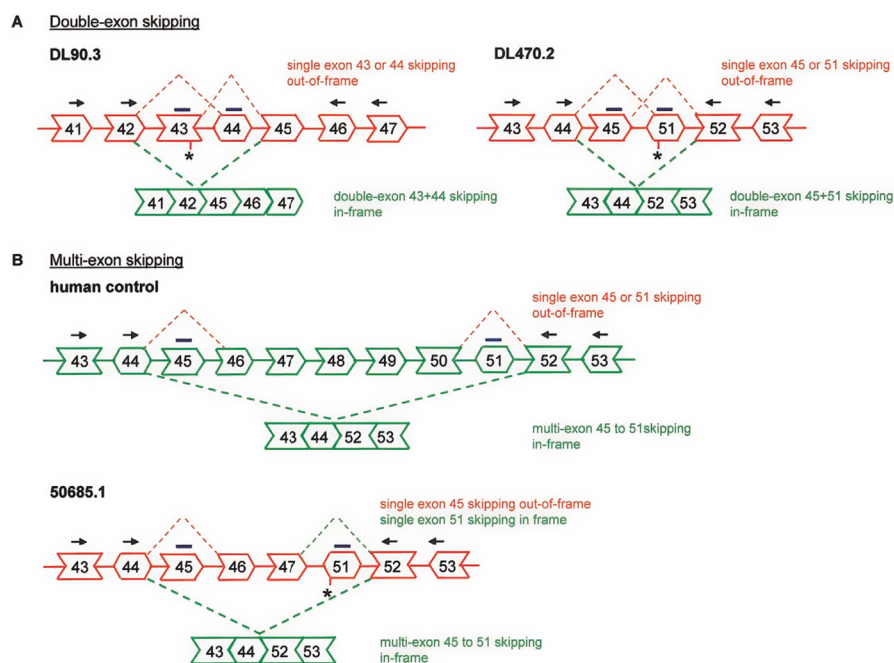 A Double-exon skipping
DL90.3
single exon 43 or 44 skipping
out-of-frame
41 42 43 44 45 46 47
*
41 42 45 46 47
double-exon 43+44 skipping
in-frame
DL470.2
single exon 45 or 51 skipping
out-of-frame
43 44 45 51 52 53
*
43 44 52 53
double-exon 45+51 skipping
in-frame
B Multi-exon skipping
human control
single exon 45 or 51 skipping
out-of-frame
43 44 45 46 47 48 49 50 51 52 53
43 44 52 53
multi-exon 45 to 51skipping
in-frame
50685.1
single exon 45 skipping out-of-frame
single exon 51 skipping in frame
43 44 45 46 47 51 52 53
*
43 44 52 53
multi-exon 45 to 51 skipping
in-frame